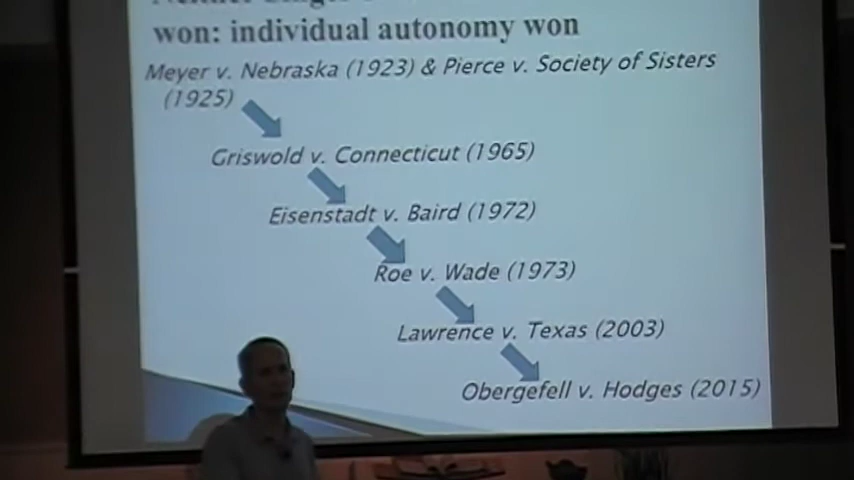 won: individual autonomy won
Meyer v. Nebraska (1923) & Pierce v. Society of Sisters
(1925)
Griswold v. Connecticut (1965)
Eisenstadt v. Baird (1972)
Roe v. Wade (1973)
Lawrence v. Texas (2003)
Obergefell v. Hodges (2015)